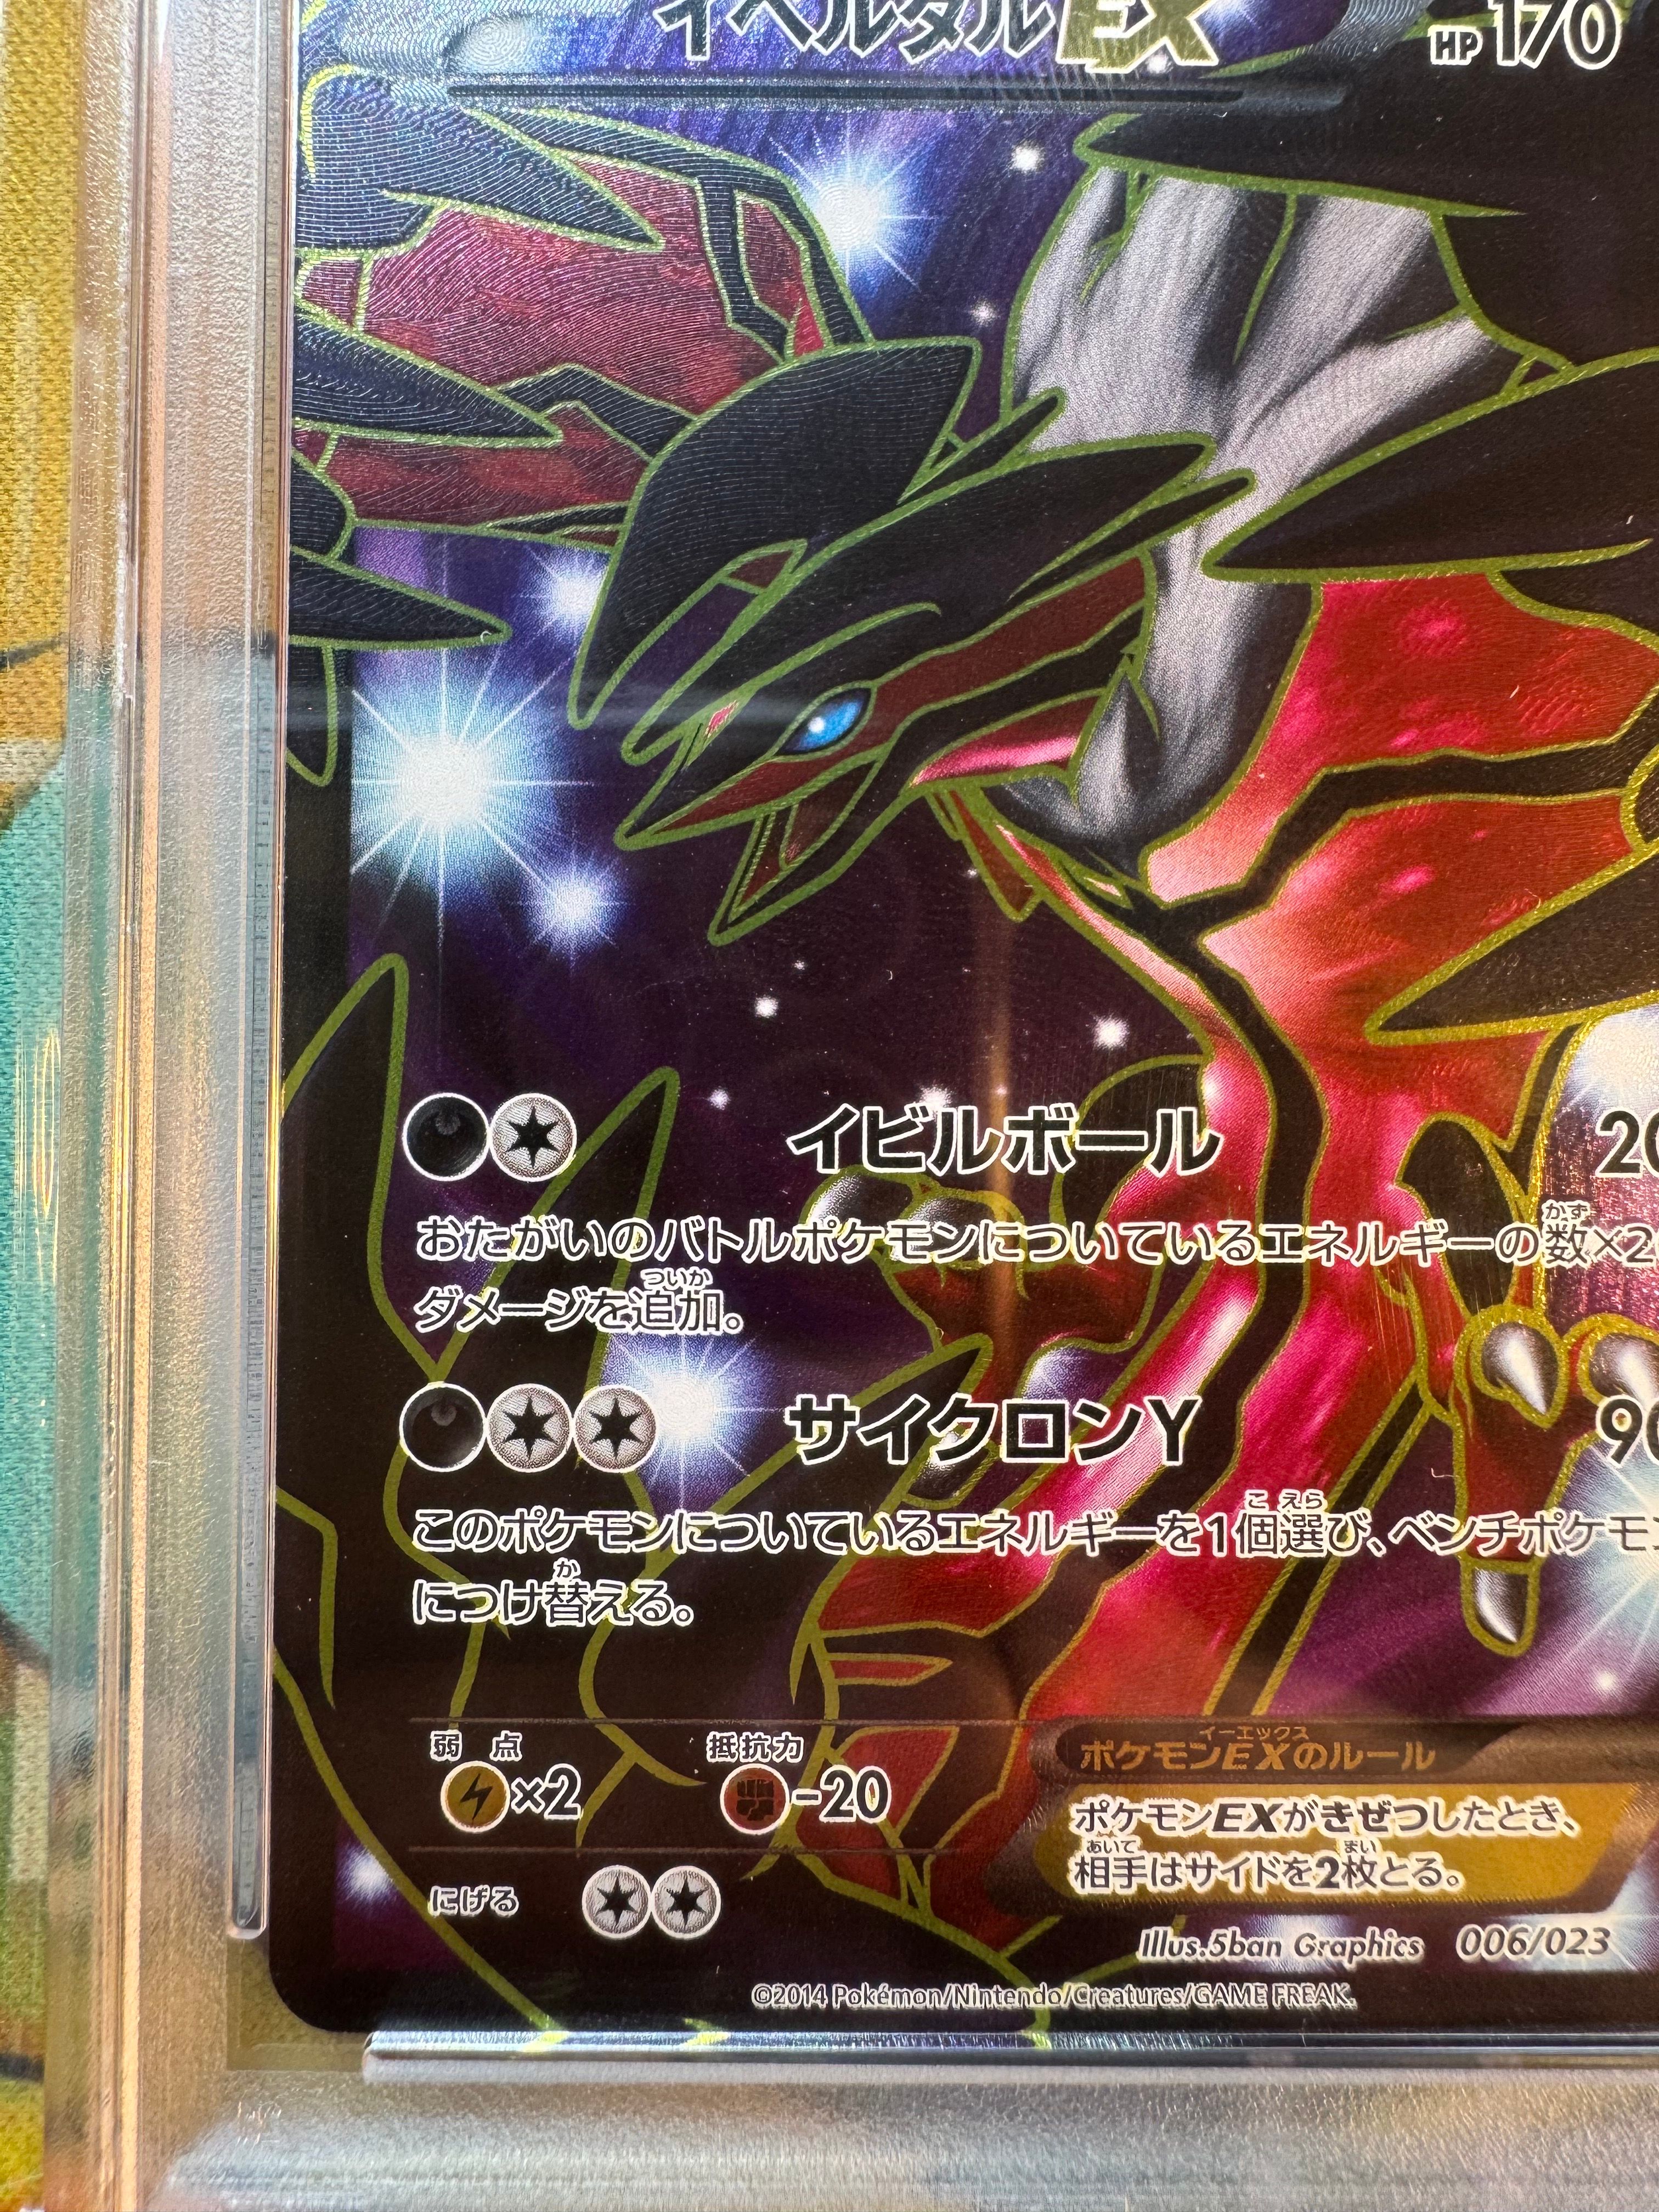 イベルタルEX HP170
イビルボール 20
おたがいのバトルポケモンについているエネルギーの数×2
ダメージを追加。
サイクロンY 90
このポケモンについているエネルギーを1個選び、ベンチポケモン
につけ替える。
弱点 抵抗力 ポケモンEXのルール
×2 -20
ポケモンEXがきぜつしたとき、
相手はサイドを2枚とる。
にげる
Illus.5ban Graphics 006/023
©2014 Pokémon/Nintendo/Creatures/GAME FREAK.